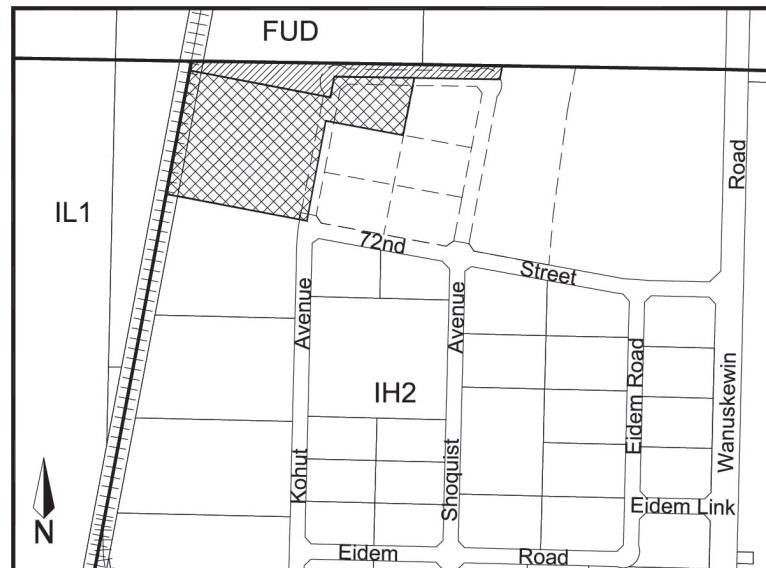 FUD
Road
IL1
72nd
Street
Avenue
Avenue
IH2
Eidem Road
Wanuskewin
Kohut
Shoquist
Eidem Link
N
Eidem
Road